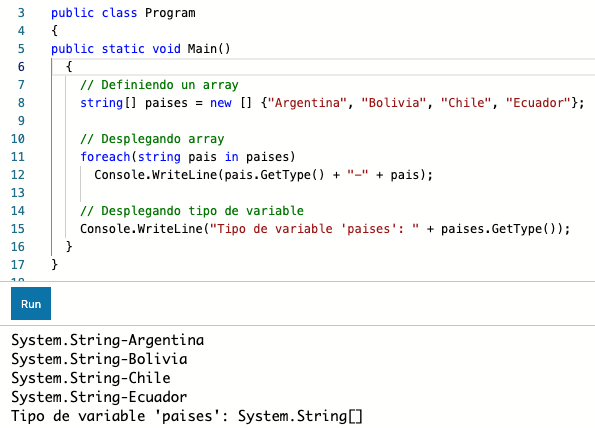 3 public class Program
4 {
5 public static void Main()
6 {
7 // Definiendo un array
8 string[] paises = new [] {"Argentina", "Bolivia", "Chile", "Ecuador"};
9
10 // Desplegando array
11 foreach(string pais in paises)
12 Console.WriteLine(pais.GetType() + "-" + pais);
13
14 // Desplegando tipo de variable
15 Console.WriteLine("Tipo de variable 'paises': " + paises.GetType());
16 }
17 }
Run
System.String-Argentina
System.String-Bolivia
System.String-Chile
System.String-Ecuador
Tipo de variable 'paises': System.String[]